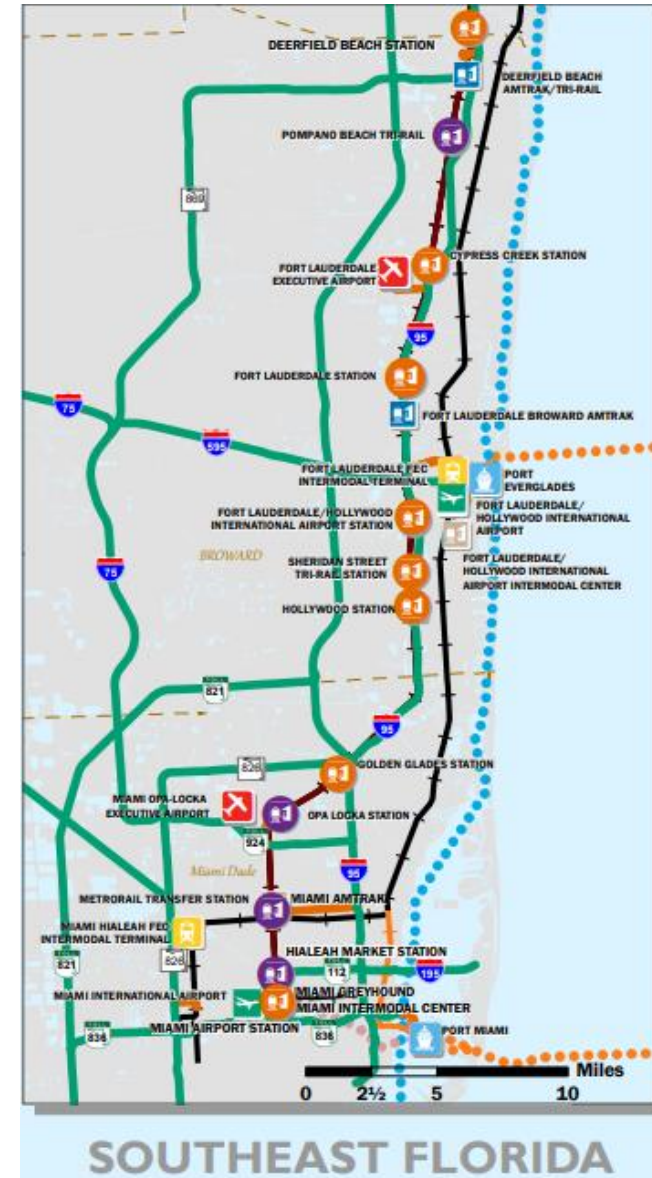 DEERFIELD BEACH STATION
DEERFIELD BEACH
AMTRAK/TRI-RAIL
POMPANO BEACH TRI-RAIL
869
CYPRESS CREEK STATION
FORT LAUDERDALE
EXECUTIVE AIRPORT
95
FORT LAUDERDALE STATION
75
FORT LAUDERDALE BROWARD AMTRAK
595
FORT LAUDERDALE FEC
INTERMODAL TERMINAL
PORT
EVERGLADES
FORT LAUDERDALE/
HOLLYWOOD INTERNATIONAL
AIRPORT
FORT LAUDERDALE/HOLLYWOOD
INTERNATIONAL AIRPORT STATION
BROWARD
75
SHERIDAN STREET
TRI-RAIL STATION
FORT LAUDERDALE/
HOLLYWOOD INTERNATIONAL
AIRPORT INTERMODAL CENTER
HOLLYWOOD STATION
TOLL
821
95
826
GOLDEN GLADES STATION
MIAMI OPA-LOCKA
EXECUTIVE AIRPORT
OPA LOCKA STATION
TOLL
924
95
Miami Dade
METRORAIL TRANSFER STATION
MIAMI AMTRAK
MIAMI HIALEAH FEC
INTERMODAL TERMINAL
HIALEAH MARKET STATION
TOLL
821
826
TOLL
112
195
MIAMI INTERNATIONAL AIRPORT
MIAMI GREYHOUND
MIAMI INTERMODAL CENTER
MIAMI AIRPORT STATION
TOLL
836
TOLL
836
PORT MIAMI
Miles
0 2½ 5 10
SOUTHEAST FLORIDA